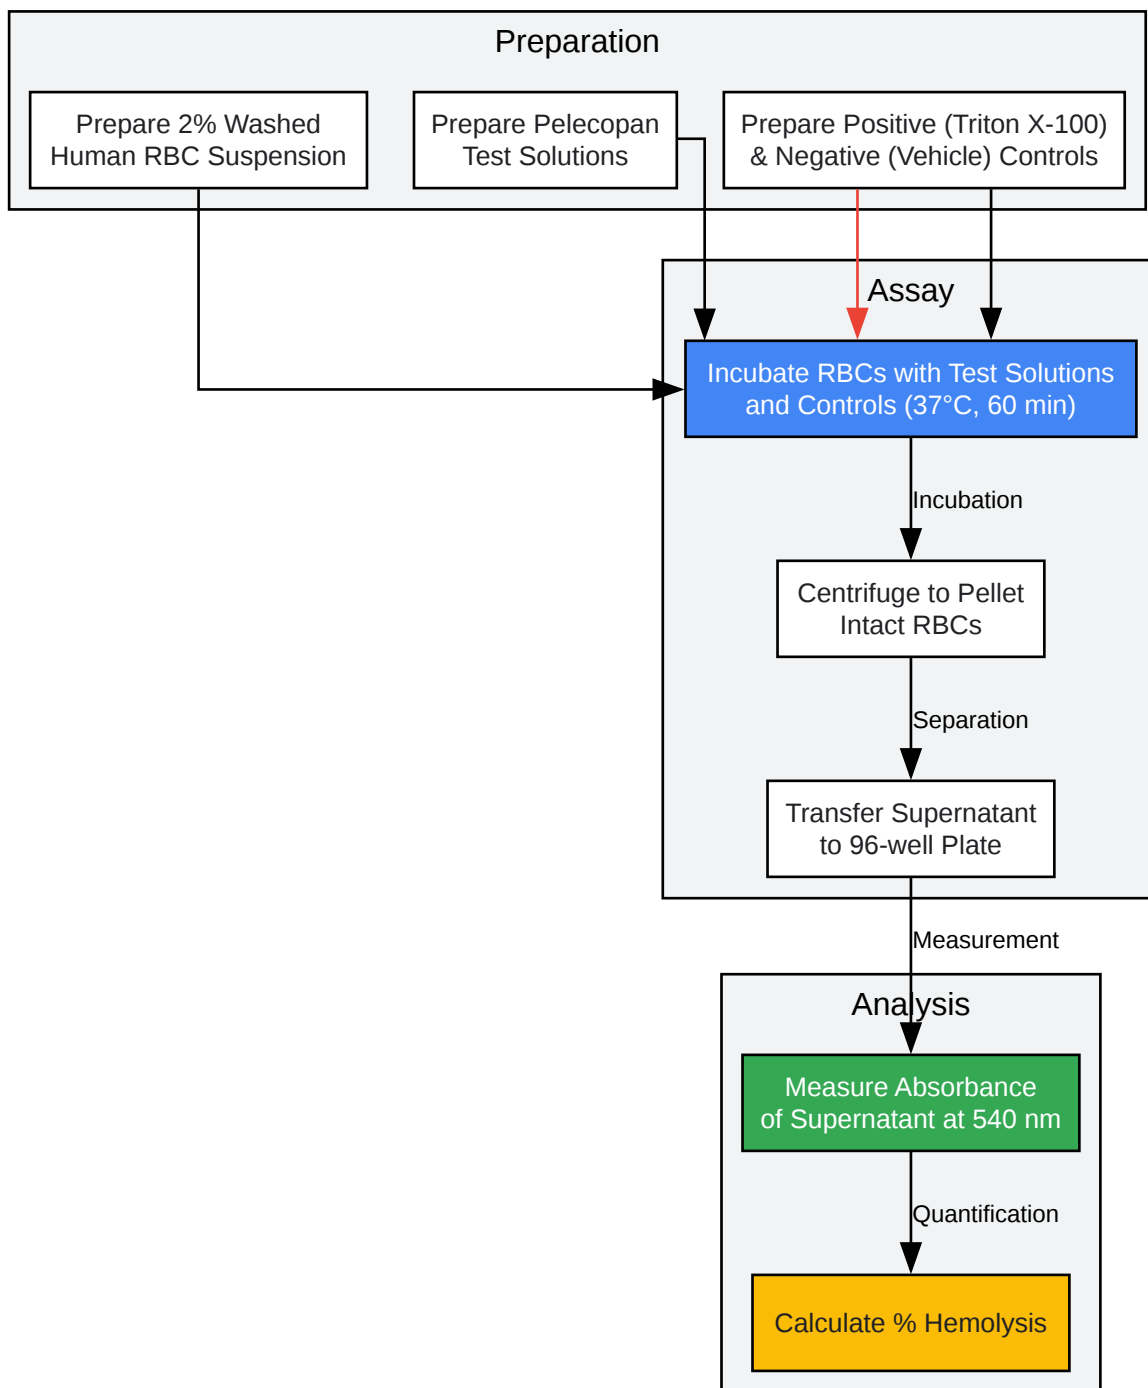 Preparation
Prepare 2% Washed
Human RBC Suspension
Prepare Pelecopan
Test Solutions
Prepare Positive (Triton X-100)
& Negative (Vehicle) Controls
Assay
Incubate RBCs with Test Solutions
and Controls (37°C, 60 min)
Incubation
Centrifuge to Pellet
Intact RBCs
Separation
Transfer Supernatant
to 96-well Plate
Measurement
Analysis
Measure Absorbance
of Supernatant at 540 nm
Quantification
Calculate % Hemolysis